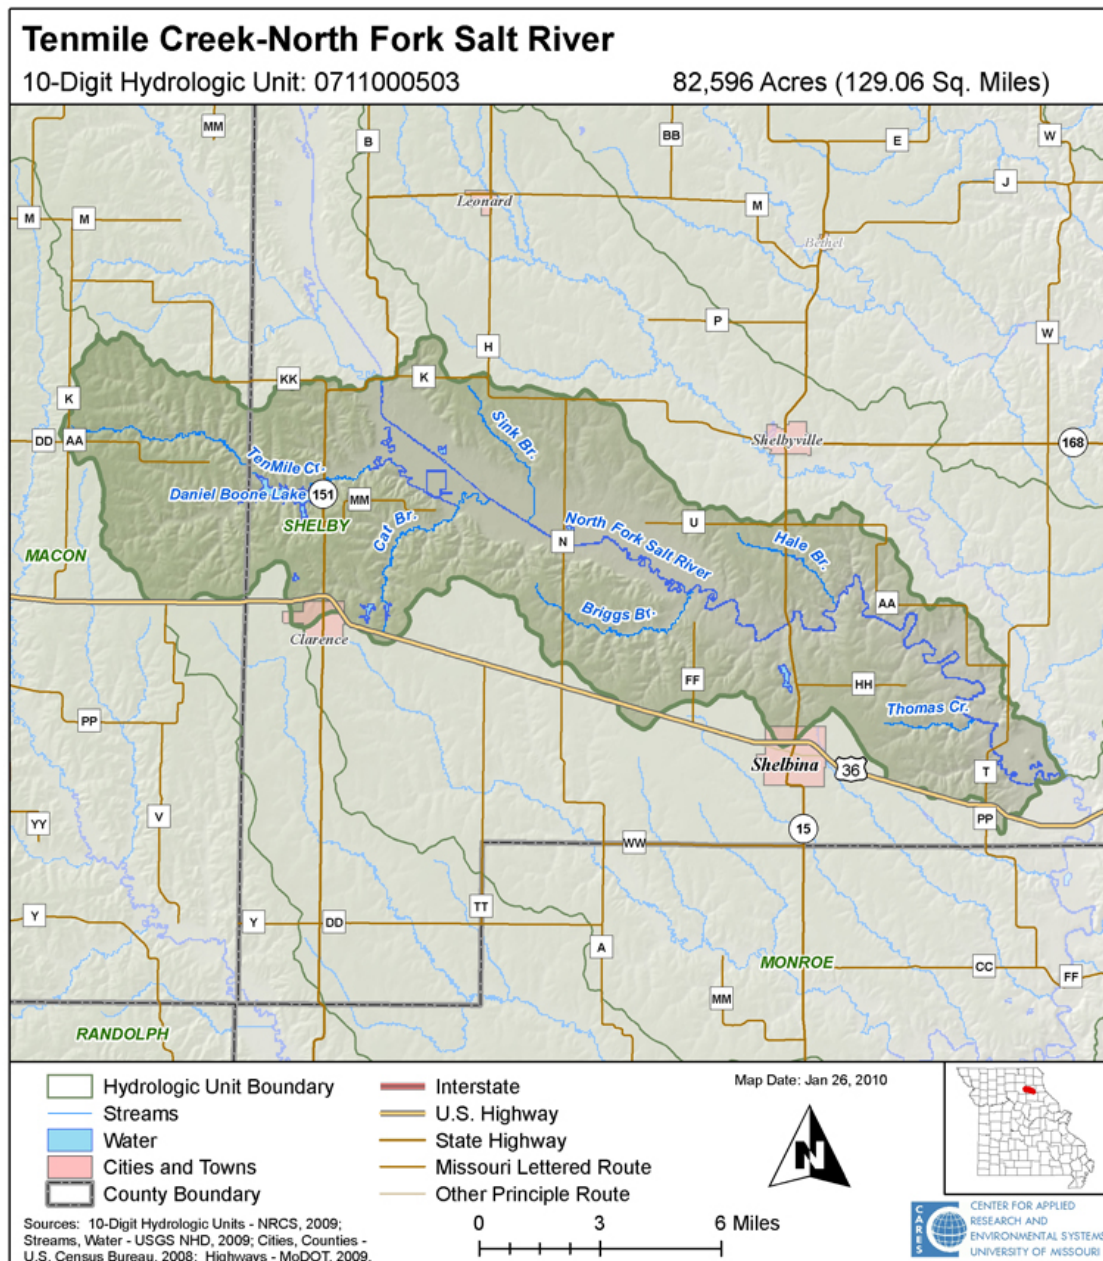 Tenmile Creek-North Fork Salt River
10-Digit Hydrologic Unit: 0711000503
82,596 Acres (129.06 Sq. Miles)
MM
B
BB
E
W
J
M
M
Leonard
M
Bethel
P
W
H
KK
K
K
Sink Br.
DD
AA
Shelbyville
168
TenMile Cr.
Daniel Boone Lake
151
MM
SHELBY
Cat Br.
MACON
North Fork Salt River
U
N
Hale Br.
AA
Briggs Br.
Clarence
FF
HH
Thomas Cr.
PP
Shelbina
36
T
YY
V
15
PP
WW
TT
Y
Y
DD
A
MONROE
CC
FF
MM
RANDOLPH
Hydrologic Unit Boundary
Streams
Water
Cities and Towns
County Boundary
Interstate
U.S. Highway
State Highway
Missouri Lettered Route
Other Principle Route
Map Date: Jan 26, 2010
N
Sources: 10-Digit Hydrologic Units - NRCS, 2009;
Streams, Water - USGS NHD, 2009; Cities, Counties -
U.S. Census Bureau, 2008; Highways - MoDOT, 2009.
0 3 6 Miles
CARES
CENTER FOR APPLIED
RESEARCH AND
ENVIRONMENTAL SYSTEMS
UNIVERSITY OF MISSOURI